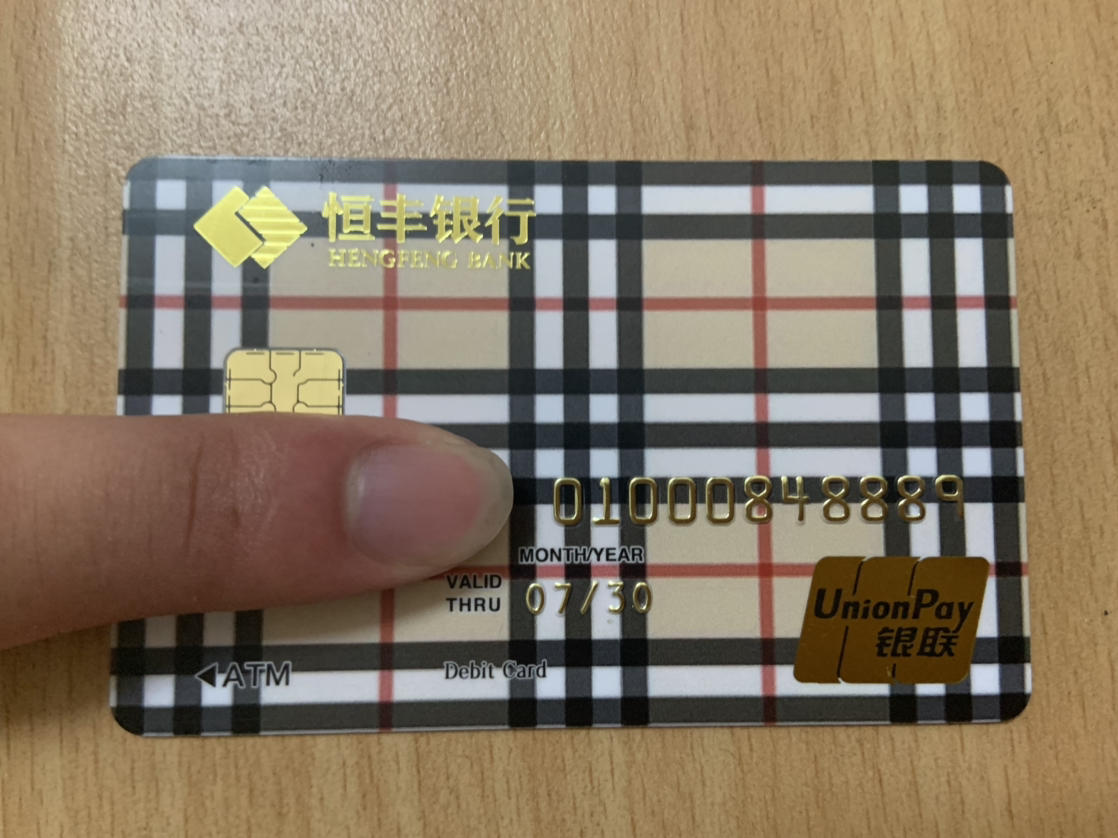 恒丰银行
HENGFENG BANK
01000848889
MONTH/YEAR
VALID
THRU 07/30
UnionPay
银联
ATM
Debit Card